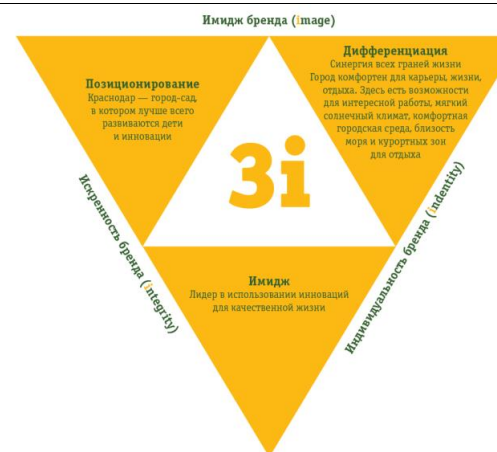 Имидж бренда (image)
Позиционирование
Краснодар — город-сад,
в котором лучше всего
развиваются дети
и инновации
Дифференциация
Синергия всех граней жизни
Город комфортен для карьеры, жизни,
отдыха. Здесь есть возможности
для интересной работы, мягкий
солнечный климат, комфортная
городская среда, близость
моря и курортных зон
для отдыха
3i
Искренность бренда (integrity)
Индивидуальность бренда (indentity)
Имидж
Лидер в использовании инноваций
для качественной жизни